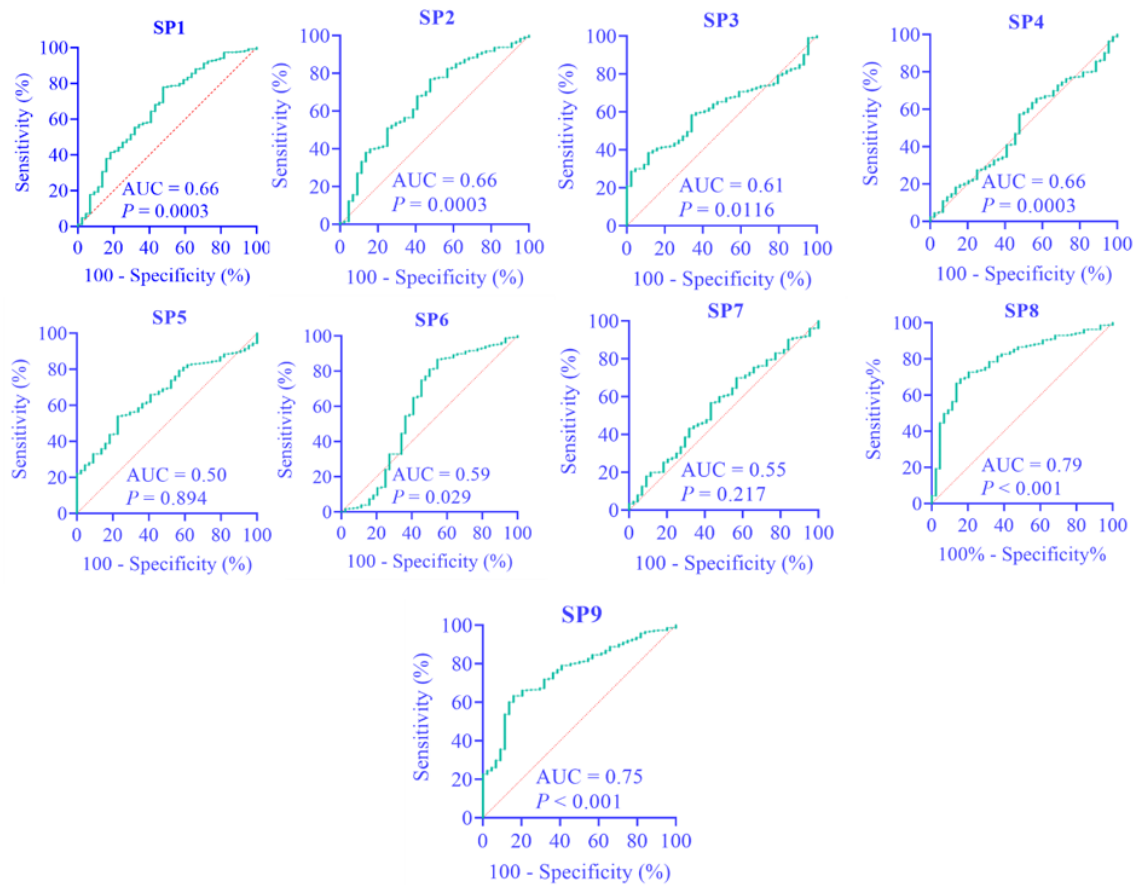 SP1
Sensitivity (%)
100
80
60
40
20
0
AUC = 0.66
P = 0.0003
0 20 40 60 80 100
100 - Specificity (%)
SP2
Sensitivity (%)
100
80
60
40
20
0
AUC = 0.66
P = 0.0003
0 20 40 60 80 100
100 - Specificity (%)
SP3
Sensitivity (%)
100
80
60
40
20
0
AUC = 0.61
P = 0.0116
0 20 40 60 80 100
100 - Specificity (%)
SP4
Sensitivity (%)
100
80
60
40
20
0
AUC = 0.66
P = 0.0003
0 20 40 60 80 100
100 - Specificity (%)
SP5
Sensitivity (%)
100
80
60
40
20
0
AUC = 0.50
P = 0.894
0 20 40 60 80 100
100 - Specificity (%)
SP6
Sensitivity (%)
100
80
60
40
20
0
AUC = 0.59
P = 0.029
0 20 40 60 80 100
100 - Specificity (%)
SP7
Sensitivity (%)
100
80
60
40
20
0
AUC = 0.55
P = 0.217
0 20 40 60 80 100
100 - Specificity (%)
SP8
Sensitivity%
100
80
60
40
20
0
AUC = 0.79
P < 0.001
0 20 40 60 80 100
100% - Specificity%
SP9
Sensitivity (%)
100
80
60
40
20
0
AUC = 0.75
P < 0.001
0 20 40 60 80 100
100 - Specificity (%)